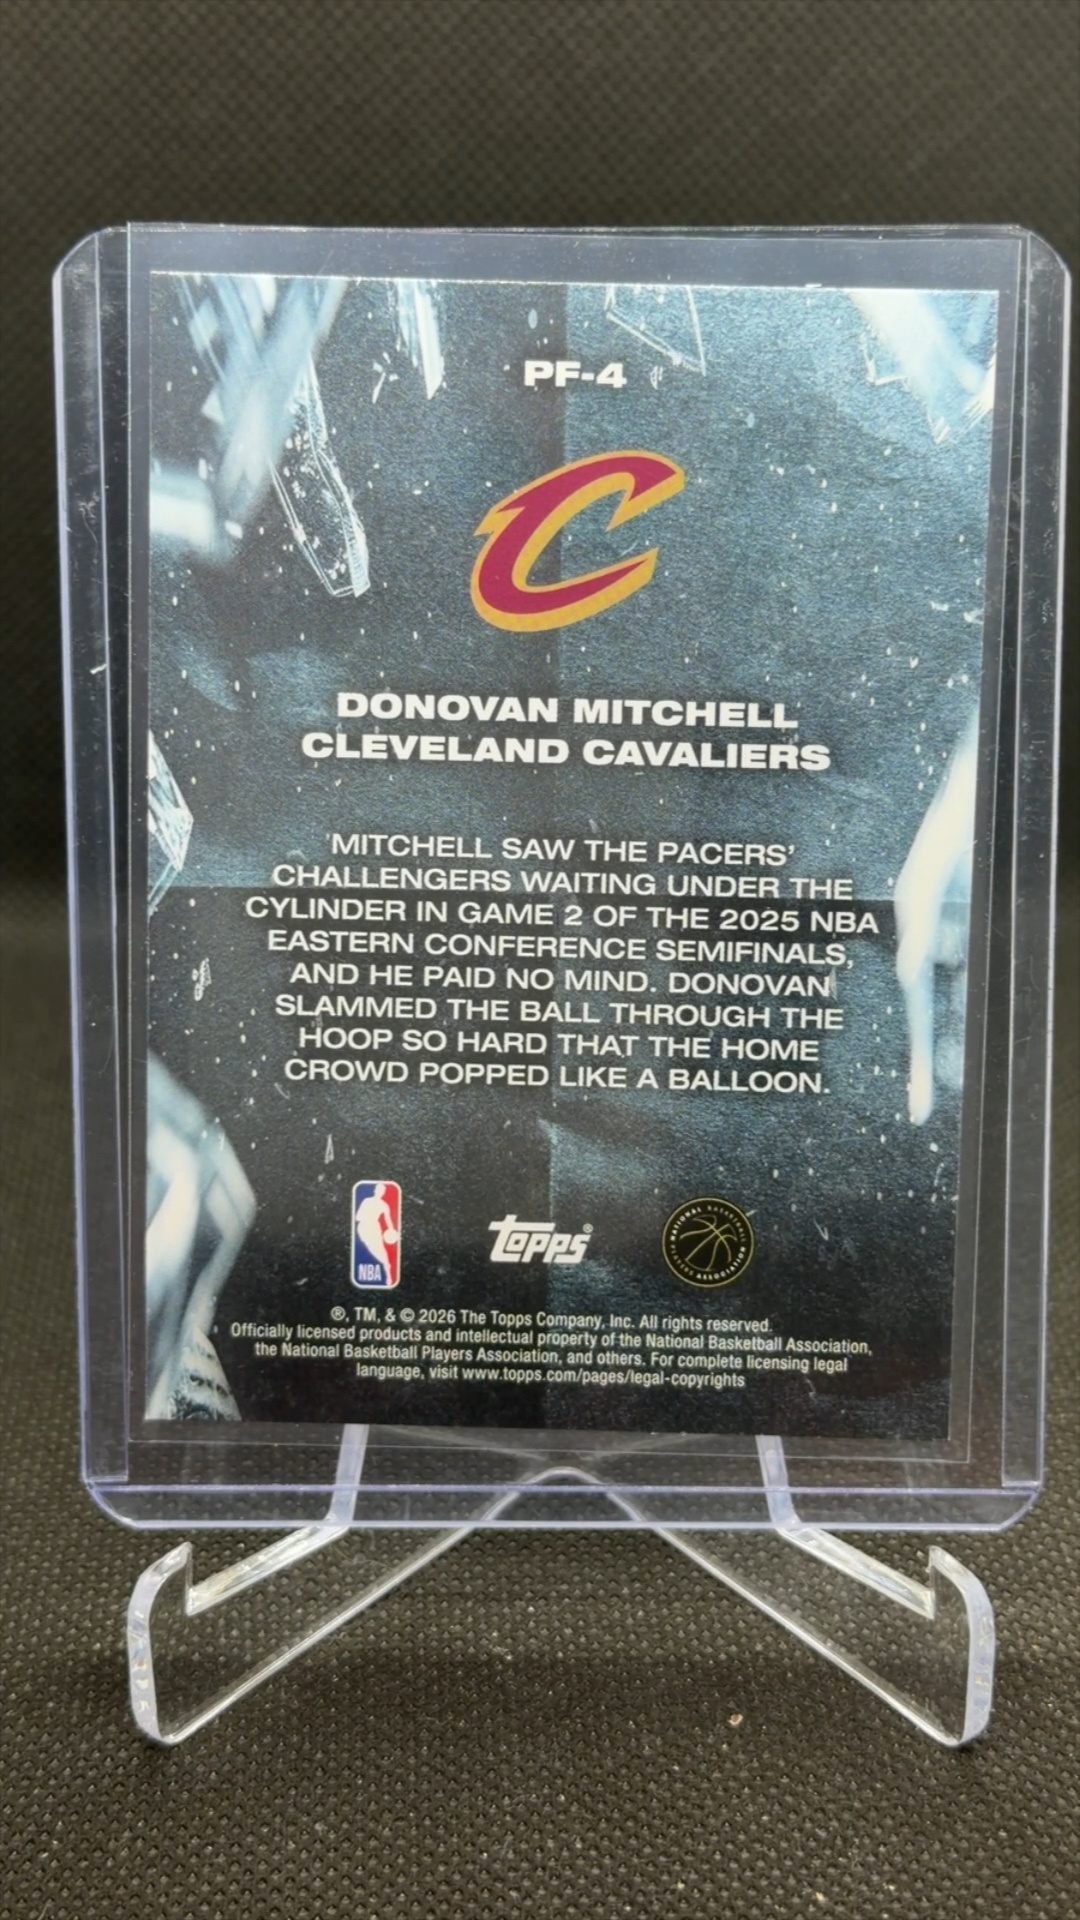 PF-4
DONOVAN MITCHELL
CLEVELAND CAVALIERS
MITCHELL SAW THE PACERS'
CHALLENGERS WAITING UNDER THE
CYLINDER IN GAME 2 OF THE 2025 NBA
EASTERN CONFERENCE SEMIFINALS,
AND HE PAID NO MIND. DONOVAN
SLAMMED THE BALL THROUGH THE
HOOP SO HARD THAT THE HOME
CROWD POPPED LIKE A BALLOON.
NBA
Topps®
NATIONAL BASKETBALL
PLAYERS ASSOCIATION
®, TM, & © 2026 The Topps Company, Inc. All rights reserved.
Officially licensed products and intellectual property of the National Basketball Association,
the National Basketball Players Association, and others. For complete licensing legal
language, visit www.topps.com/pages/legal-copyrights